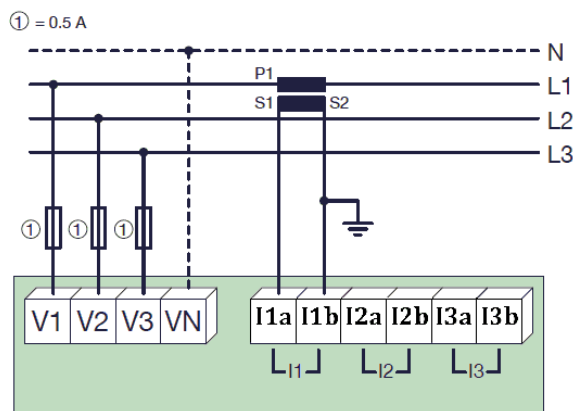 ① = 0.5 A
N
P1
L1
S1 S2
L2
L3
① ① ①
V1 V2 V3 VN I1a I1b I2a I2b I3a I3b
I1 I2 I3